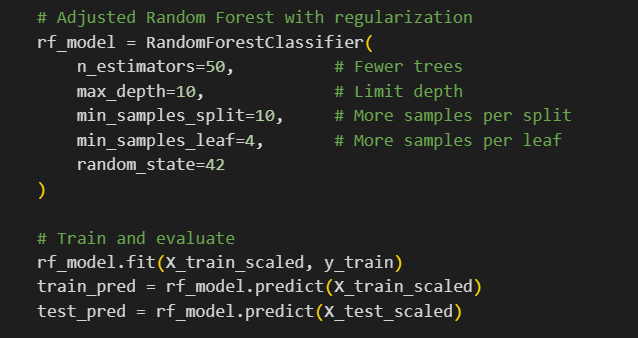 # Adjusted Random Forest with regularization
rf_model = RandomForestClassifier(
    n_estimators=50,          # Fewer trees
    max_depth=10,             # Limit depth
    min_samples_split=10,     # More samples per split
    min_samples_leaf=4,       # More samples per leaf
    random_state=42
)

# Train and evaluate
rf_model.fit(X_train_scaled, y_train)
train_pred = rf_model.predict(X_train_scaled)
test_pred = rf_model.predict(X_test_scaled)